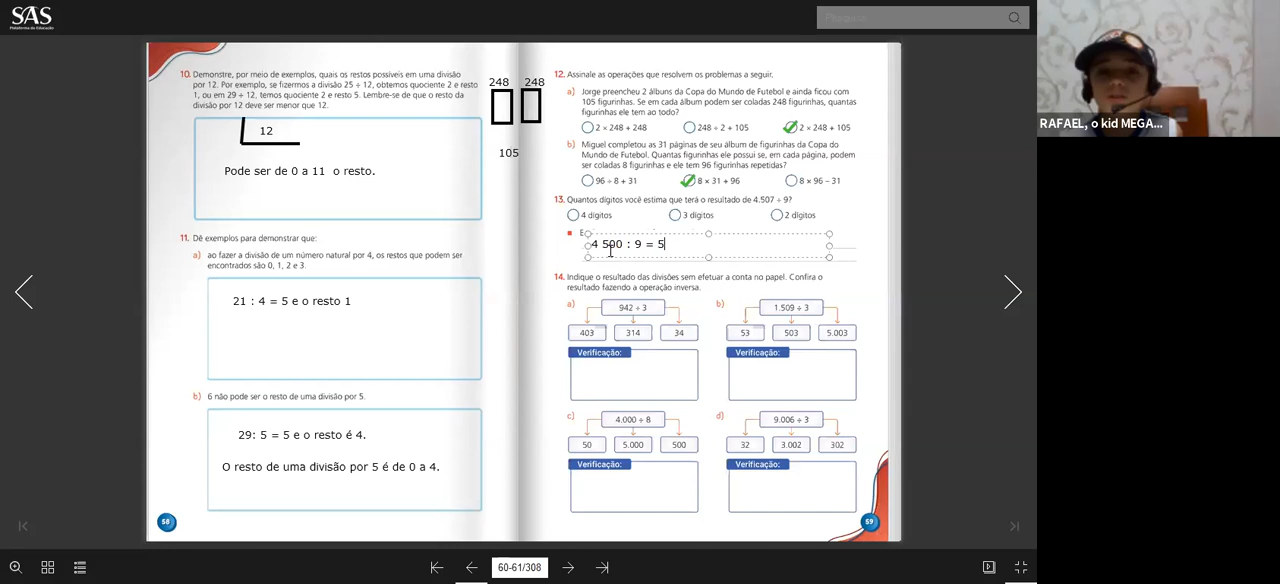 SAS
Plataforma de Educação
Pesquisar
RAFAEL, o kid MEGA...
10. Demonstre, por meio de exemplos, quais os restos possíveis em uma divisão
por 12. Por exemplo, se fizermos a divisão 25 ÷ 12, obtemos quociente 2 e resto
1, ou em 29 ÷ 12, temos quociente 2 e resto 5. Lembre-se de que o resto da
divisão por 12 deve ser menor que 12.
12
Pode ser de 0 a 11 o resto.
11. Dê exemplos para demonstrar que:
a) ao fazer a divisão de um número natural por 4, os restos que podem ser
encontrados são 0, 1, 2 e 3.
21 : 4 = 5 e o resto 1
b) 6 não pode ser o resto de uma divisão por 5.
29: 5 = 5 e o resto é 4.
O resto de uma divisão por 5 é de 0 a 4.
58
248 248
105
12. Assinale as operações que resolvem os problemas a seguir.
a) Jorge preencheu 2 álbuns da Copa do Mundo de Futebol e ainda ficou com
105 figurinhas. Se em cada álbum podem ser coladas 248 figurinhas, quantas
figurinhas ele tem ao todo?
2 × 248 + 248 248 ÷ 2 + 105 2 × 248 + 105
b) Miguel completou as 31 páginas de seu álbum de figurinhas da Copa do
Mundo de Futebol. Quantas figurinhas ele possui se, em cada página, podem
ser coladas 8 figurinhas e ele tem 96 figurinhas repetidas?
96 ÷ 8 + 31 8 × 31 + 96 8 × 96 – 31
13. Quantos dígitos você estima que terá o resultado de 4.507 ÷ 9?
4 dígitos 3 dígitos 2 dígitos
4 500 : 9 = 5
14. Indique o resultado das divisões sem efetuar a conta no papel. Confira o
resultado fazendo a operação inversa.
a) 942 ÷ 3
403 314 34
Verificação:
b) 1.509 ÷ 3
53 503 5.003
Verificação:
c) 4.000 ÷ 8
50 5.000 500
Verificação:
d) 9.006 ÷ 3
32 3.002 302
Verificação:
59
60-61/308